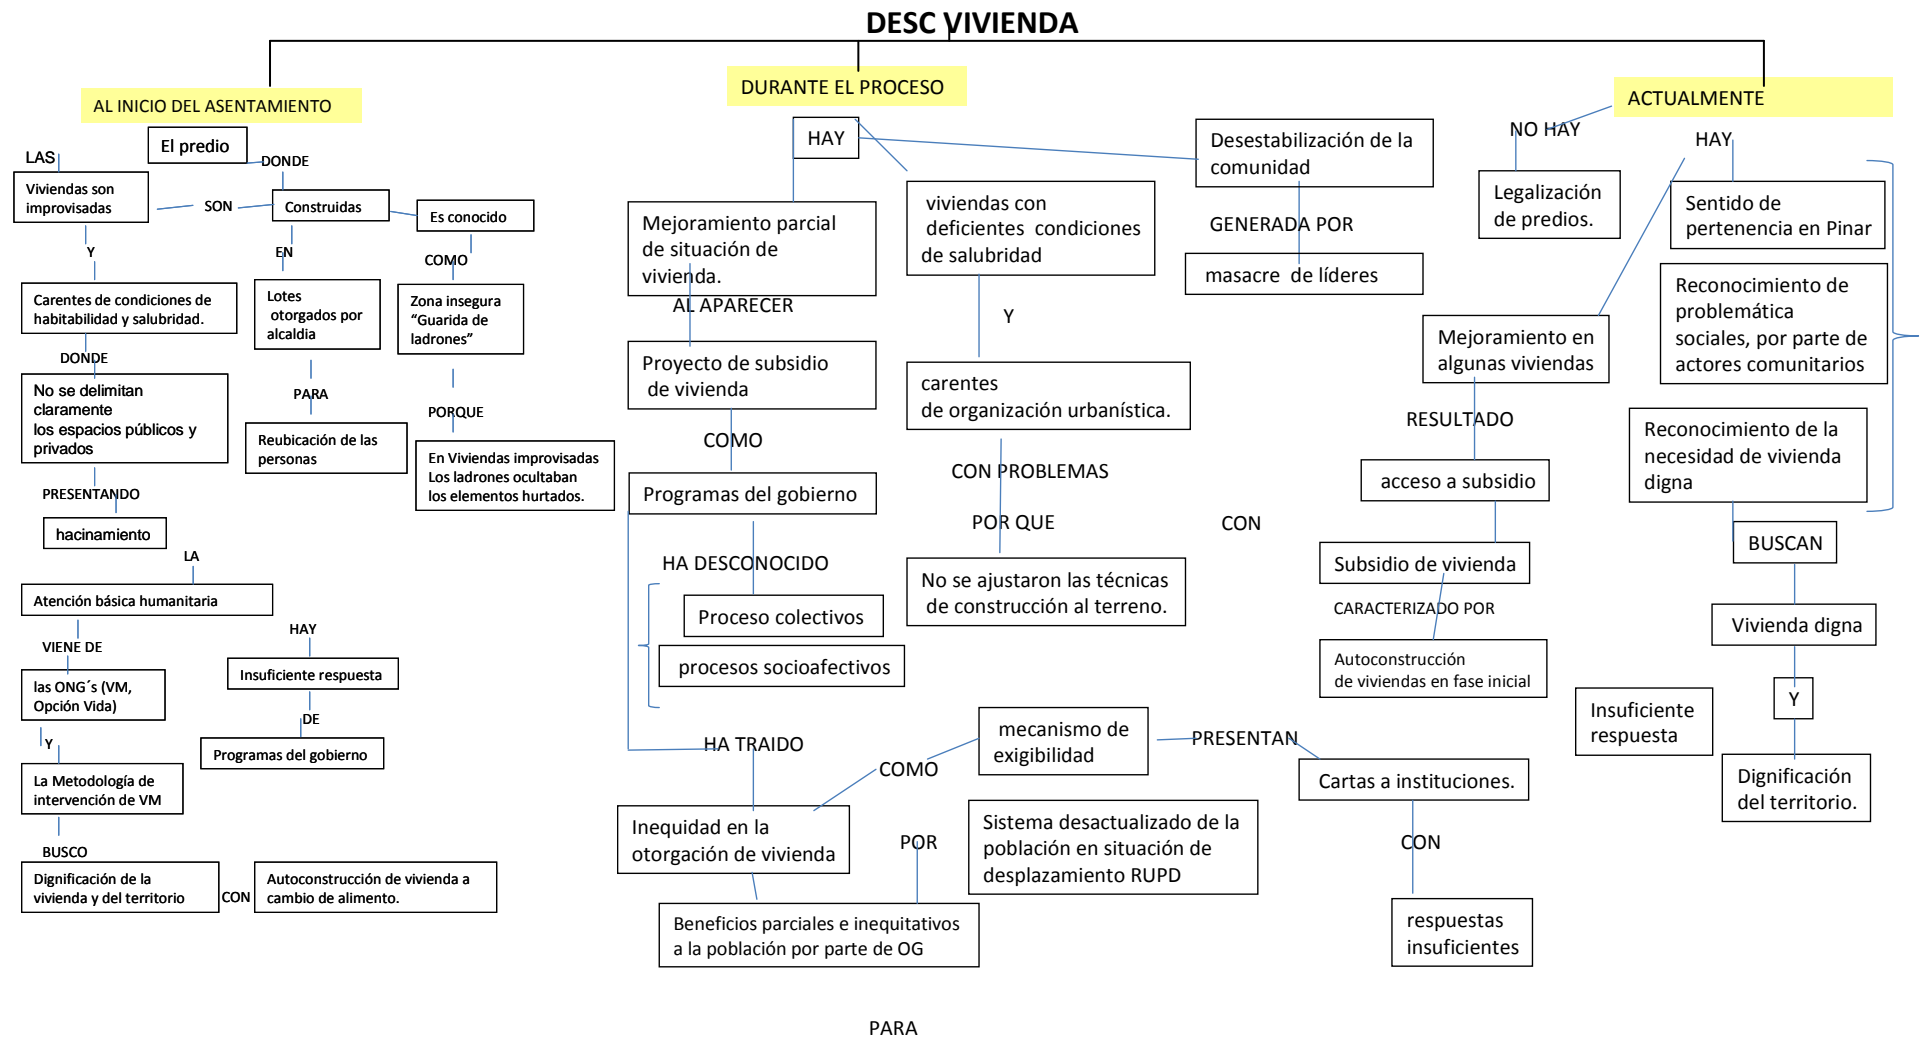 DESC VIVIENDA
AL INICIO DEL ASENTAMIENTO
El predio
LAS
DONDE
Viviendas son
improvisadas
SON
Construidas
Es conocido
Y
EN
COMO
Carentes de condiciones de
habitabilidad y salubridad.
Lotes
otorgados por
alcaldia
Zona insegura
“Guarida de
ladrones”
DONDE
No se delimitan
claramente
los espacios públicos y
privados
PARA
PORQUE
Reubicación de las
personas
En Viviendas improvisadas
Los ladrones ocultaban
los elementos hurtados.
PRESENTANDO
hacinamiento
LA
Atención básica humanitaria
VIENE DE
HAY
las ONG´s (VM,
Opción Vida)
Insuficiente respuesta
DE
Y
Programas del gobierno
La Metodología de
intervención de VM
BUSCO
Dignificación de la
vivienda y del territorio
CON
Autoconstrucción de vivienda a
cambio de alimento.
DURANTE EL PROCESO
HAY
Desestabilización de la
comunidad
Mejoramiento parcial
de situación de
vivienda.
viviendas con
deficientes condiciones
de salubridad
GENERADA POR
masacre de líderes
AL APARECER
Y
Proyecto de subsidio
de vivienda
carentes
de organización urbanística.
COMO
CON PROBLEMAS
Programas del gobierno
POR QUE
CON
HA DESCONOCIDO
No se ajustaron las técnicas
de construcción al terreno.
Proceso colectivos
procesos socioafectivos
HA TRAIDO
COMO
mecanismo de
exigibilidad
PRESENTAN
Cartas a instituciones.
Inequidad en la
otorgación de vivienda
POR
Sistema desactualizado de la
población en situación de
desplazamiento RUPD
CON
Beneficios parciales e inequitativos
a la población por parte de OG
respuestas
insuficientes
PARA
ACTUALMENTE
NO HAY
HAY
Legalización
de predios.
Sentido de
pertenencia en Pinar
Reconocimiento de
problemática
sociales, por parte de
actores comunitarios
Mejoramiento en
algunas viviendas
RESULTADO
Reconocimiento de la
necesidad de vivienda
digna
acceso a subsidio
BUSCAN
Subsidio de vivienda
CARACTERIZADO POR
Vivienda digna
Autoconstrucción
de viviendas en fase inicial
Insuficiente
respuesta
Y
Dignificación
del territorio.